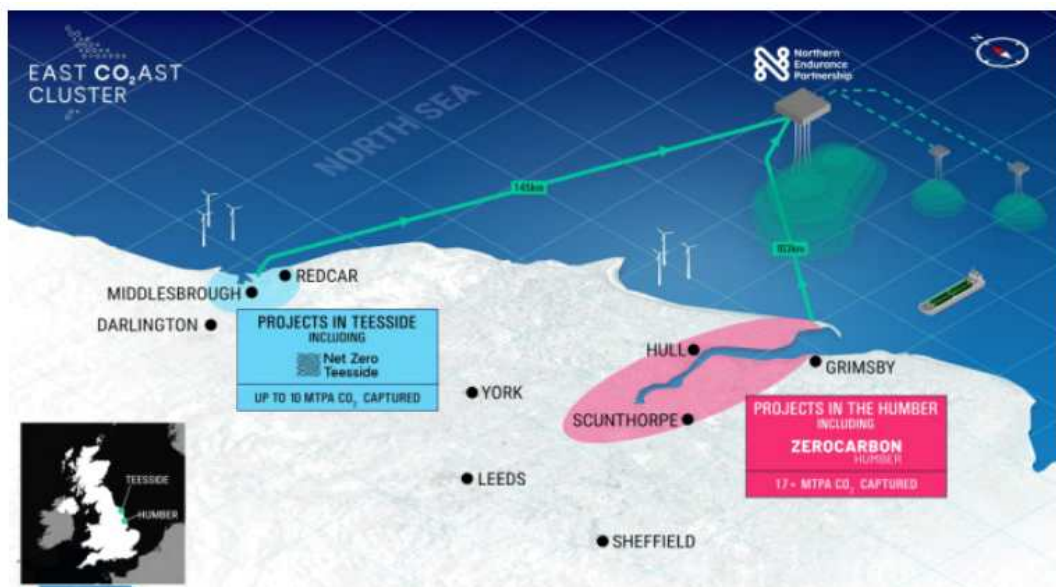 EAST CO₂AST
CLUSTER
Northern
Endurance
Partnership
N
NORTH SEA
145km
103km
REDCAR
MIDDLESBROUGH
DARLINGTON
PROJECTS IN TEESSIDE
INCLUDING
Net Zero
Teesside
UP TO 10 MTPA CO₂ CAPTURED
HULL
GRIMSBY
YORK
SCUNTHORPE
PROJECTS IN THE HUMBER
INCLUDING
ZEROCARBON
HUMBER
17+ MTPA CO₂ CAPTURED
LEEDS
SHEFFIELD
TEESSIDE
HUMBER